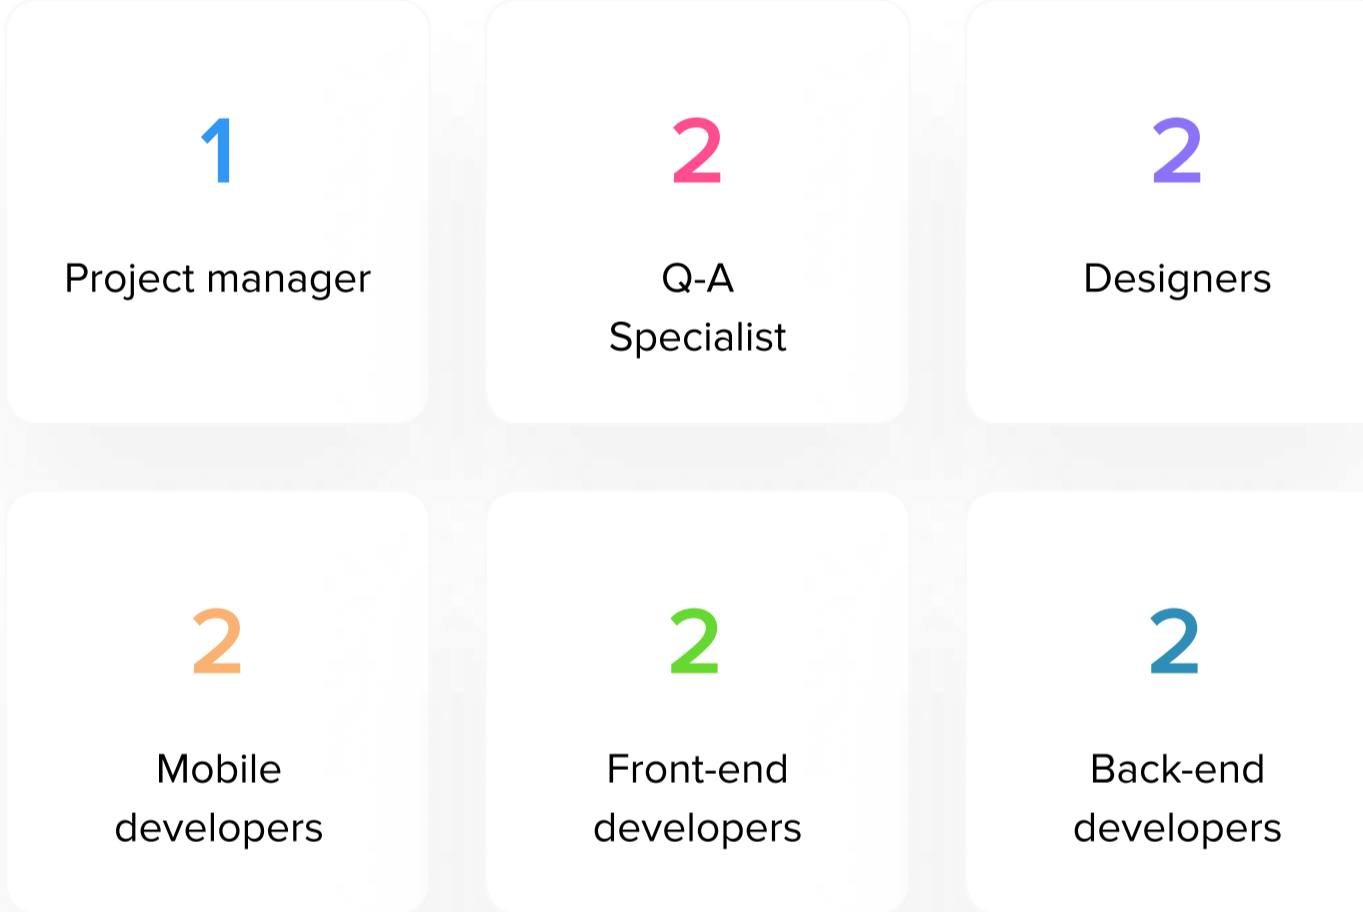 1
Project manager
2
Q-A
Specialist
2
Designers
2
Mobile
developers
2
Front-end
developers
2
Back-end
developers